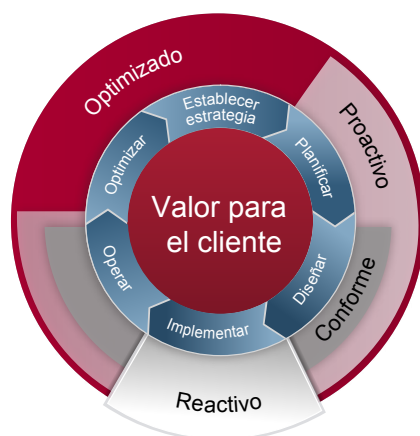 Optimizado
Proactivo
Conforme
Reactivo
Establecer
estrategia
Planificar
Diseñar
Implementar
Operar
Optimizar
Valor para
el cliente